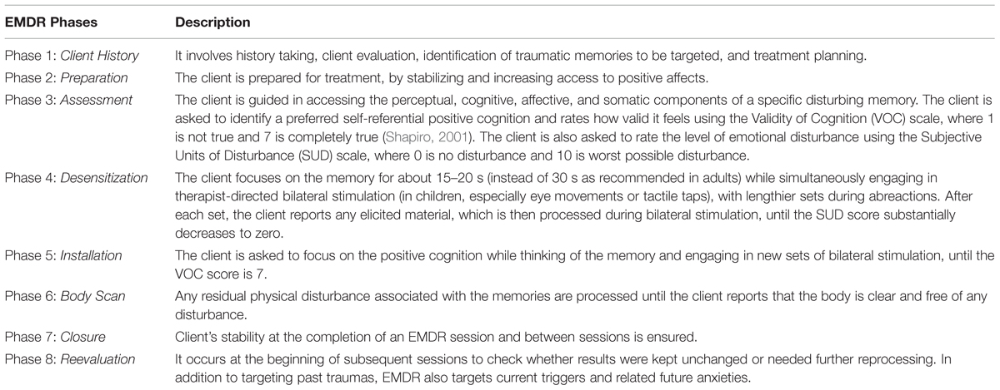 EMDR Phases Description
Phase 1: Client History It involves history taking, client evaluation, identification of traumatic memories to be targeted, and treatment planning.
Phase 2: Preparation The client is prepared for treatment, by stabilizing and increasing access to positive affects.
Phase 3: Assessment The client is guided in accessing the perceptual, cognitive, affective, and somatic components of a specific disturbing memory. The client is
asked to identify a preferred self-referential positive cognition and rates how valid it feels using the Validity of Cognition (VOC) scale, where 1
is not true and 7 is completely true (Shapiro, 2001). The client is also asked to rate the level of emotional disturbance using the Subjective
Units of Disturbance (SUD) scale, where 0 is no disturbance and 10 is worst possible disturbance.
Phase 4: Desensitization The client focuses on the memory for about 15–20 s (instead of 30 s as recommended in adults) while simultaneously engaging in
therapist-directed bilateral stimulation (in children, especially eye movements or tactile taps), with lengthier sets during abreactions. After
each set, the client reports any elicited material, which is then processed during bilateral stimulation, until the SUD score substantially
decreases to zero.
Phase 5: Installation The client is asked to focus on the positive cognition while thinking of the memory and engaging in new sets of bilateral stimulation, until the
VOC score is 7.
Phase 6: Body Scan Any residual physical disturbance associated with the memories are processed until the client reports that the body is clear and free of any
disturbance.
Phase 7: Closure Client's stability at the completion of an EMDR session and between sessions is ensured.
Phase 8: Reevaluation It occurs at the beginning of subsequent sessions to check whether results were kept unchanged or needed further reprocessing. In
addition to targeting past traumas, EMDR also targets current triggers and related future anxieties.